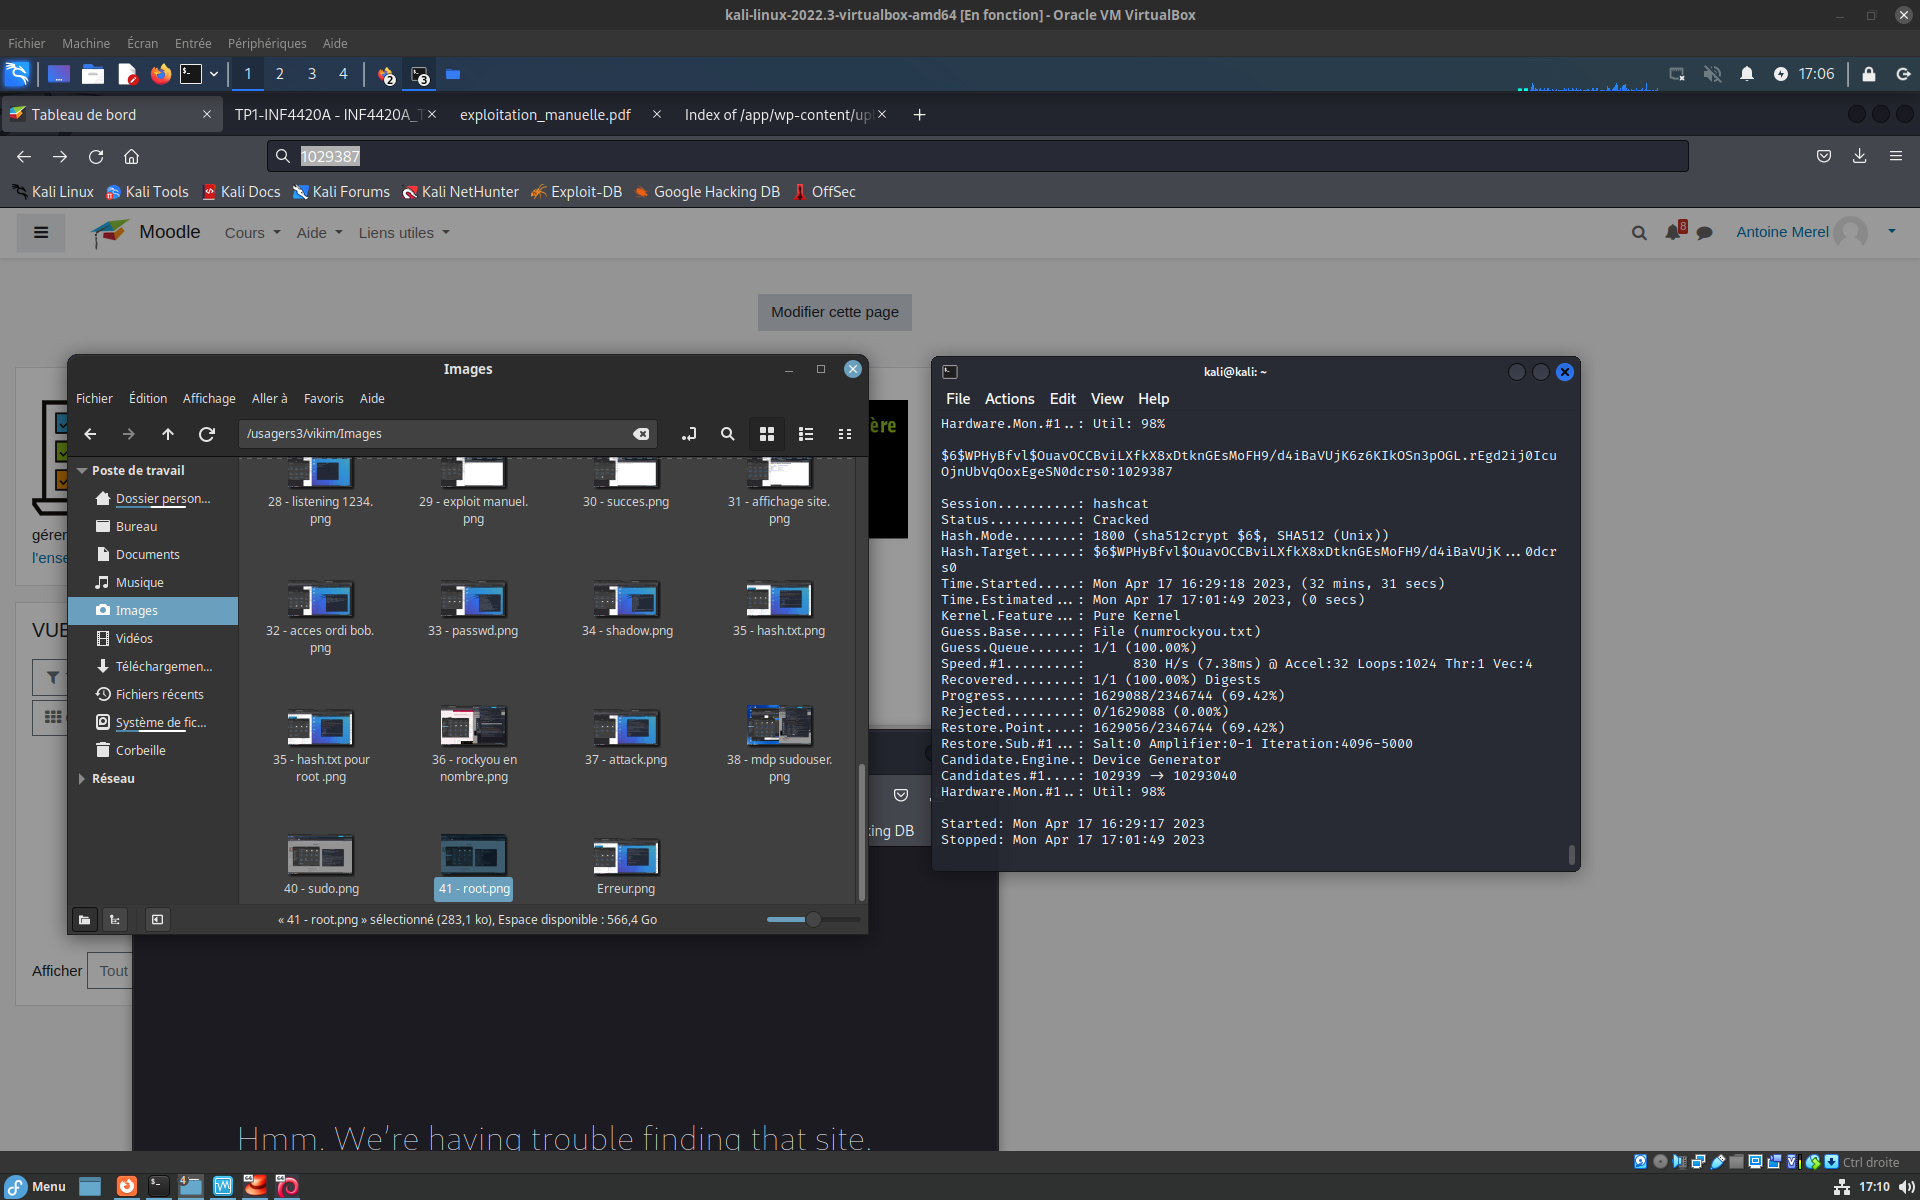 kali-linux-2022.3-virtualbox-amd64 [En fonction] - Oracle VM VirtualBox
Fichier Machine Écran Entrée Périphériques Aide
1 2 3 4 2 3 17:06
Tableau de bord TP1-INF4420A - INF4420A_T exploitation_manuelle.pdf Index of /app/wp-content/up
1029387
Kali Linux Kali Tools Kali Docs Kali Forums Kali NetHunter Exploit-DB Google Hacking DB OffSec
Moodle Cours Aide Liens utiles 8 Antoine Merel
Modifier cette page
ère
gérer
l'ense
VUE
Images
Fichier Édition Affichage Aller à Favoris Aide
/usagers3/vikim/Images
Poste de travail
Dossier person...
Bureau
Documents
Musique
Images
Vidéos
Téléchargemen...
Fichiers récents
Système de fic...
Corbeille
Réseau
28 - listening 1234.png
29 - exploit manuel.png
30 - succes.png
31 - affichage site.png
32 - acces ordi bob.png
33 - passwd.png
34 - shadow.png
35 - hash.txt.png
35 - hash.txt pour root .png
36 - rockyou en nombre.png
37 - attack.png
38 - mdp sudouser.png
40 - sudo.png
41 - root.png
Erreur.png
« 41 - root.png » sélectionné (283,1 ko), Espace disponible : 566,4 Go
kali@kali: ~
File Actions Edit View Help
Hardware.Mon.#1..: Util: 98%
$6$WPHyBfvl$OuavOCCBviLXfkX8xDtknGEsMoFH9/d4iBaVUjK6z6KIkOSn3pOGL.rEgd2ij0Icu
OjnUbVqOoxEgeSN0dcrs0:1029387
Session..........: hashcat
Status...........: Cracked
Hash.Mode........: 1800 (sha512crypt $6$, SHA512 (Unix))
Hash.Target......: $6$WPHyBfvl$OuavOCCBviLXfkX8xDtknGEsMoFH9/d4iBaVUjK...0dcr
s0
Time.Started.....: Mon Apr 17 16:29:18 2023, (32 mins, 31 secs)
Time.Estimated...: Mon Apr 17 17:01:49 2023, (0 secs)
Kernel.Feature...: Pure Kernel
Guess.Base.......: File (numrockyou.txt)
Guess.Queue......: 1/1 (100.00%)
Speed.#1.........: 830 H/s (7.38ms) @ Accel:32 Loops:1024 Thr:1 Vec:4
Recovered........: 1/1 (100.00%) Digests
Progress.........: 1629088/2346744 (69.42%)
Rejected.........: 0/1629088 (0.00%)
Restore.Point....: 1629056/2346744 (69.42%)
Restore.Sub.#1...: Salt:0 Amplifier:0-1 Iteration:4096-5000
Candidate.Engine.: Device Generator
Candidates.#1....: 102939 -> 10293040
Hardware.Mon.#1..: Util: 98%
Started: Mon Apr 17 16:29:17 2023
Stopped: Mon Apr 17 17:01:49 2023
king DB
Afficher Tout
Hmm. We're having trouble finding that site.
Ctrl droite
Menu 4 17:10